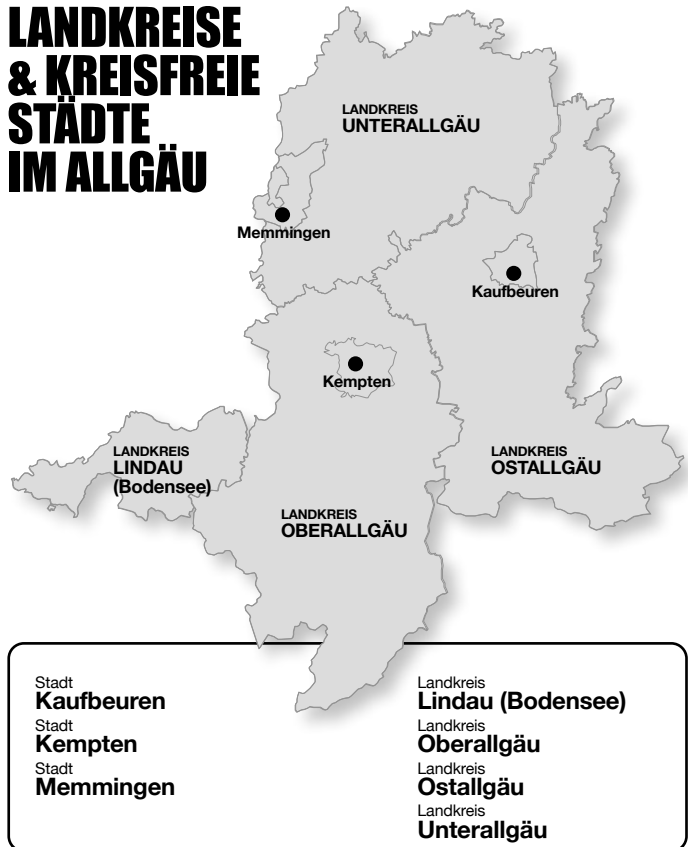 LANDKREISE
& KREISFREIE
STÄDTE
IM ALLGÄU
LANDKREIS
UNTERALLGÄU
Memmingen
Kaufbeuren
Kempten
LANDKREIS
LINDAU
(Bodensee)
LANDKREIS
OSTALLGÄU
LANDKREIS
OBERALLGÄU
Stadt
Kaufbeuren
Stadt
Kempten
Stadt
Memmingen
Landkreis
Lindau (Bodensee)
Landkreis
Oberallgäu
Landkreis
Ostallgäu
Landkreis
Unterallgäu